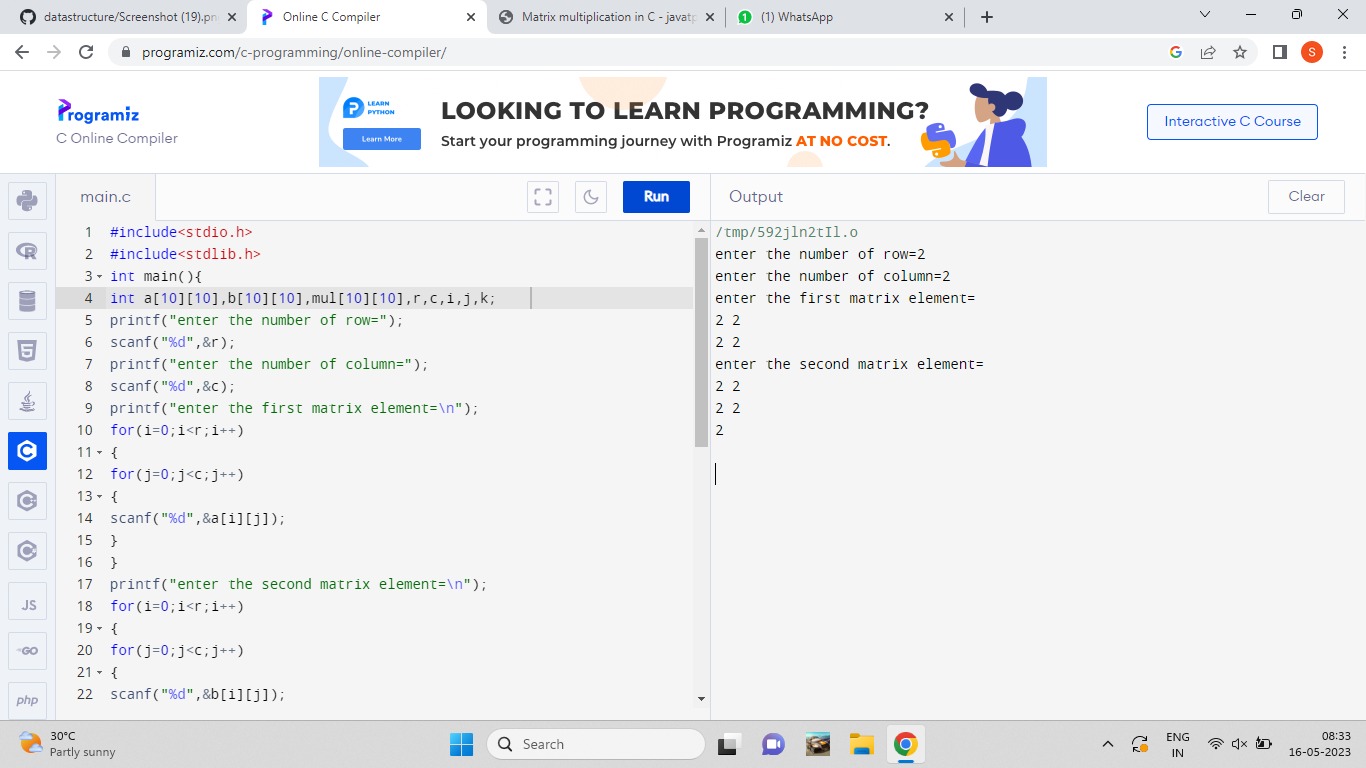 datastructure/Screenshot (19).pn
Online C Compiler
Matrix multiplication in C - javatp
(1) WhatsApp
programiz.com/c-programming/online-compiler/
S
Programiz
C Online Compiler
LEARN
PYTHON
Learn More
LOOKING TO LEARN PROGRAMMING?
Start your programming journey with Programiz AT NO COST.
Interactive C Course
main.c
Run
Output
Clear
1 #include<stdio.h>
2 #include<stdlib.h>
3 int main(){
4 int a[10][10],b[10][10],mul[10][10],r,c,i,j,k;
5 printf("enter the number of row=");
6 scanf("%d",&r);
7 printf("enter the number of column=");
8 scanf("%d",&c);
9 printf("enter the first matrix element=\n");
10 for(i=0;i<r;i++)
11 {
12 for(j=0;j<c;j++)
13 {
14 scanf("%d",&a[i][j]);
15 }
16 }
17 printf("enter the second matrix element=\n");
18 for(i=0;i<r;i++)
19 {
20 for(j=0;j<c;j++)
21 {
22 scanf("%d",&b[i][j]);
/tmp/592jln2tIl.o
enter the number of row=2
enter the number of column=2
enter the first matrix element=
2 2
2 2
enter the second matrix element=
2 2
2 2
2
JS
GO
php
30°C
Partly sunny
Search
ENG
IN
08:33
16-05-2023